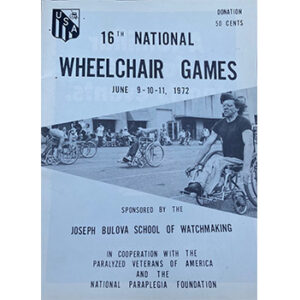 USA
DONATION
50 CENTS
16TH NATIONAL
WHEELCHAIR GAMES
JUNE 9-10-11, 1972
SPONSORED BY THE
JOSEPH BULOVA SCHOOL OF WATCHMAKING
IN COOPERATION WITH THE
PARALYZED VETERANS OF AMERICA
AND THE
NATIONAL PARAPLEGIA FOUNDATION